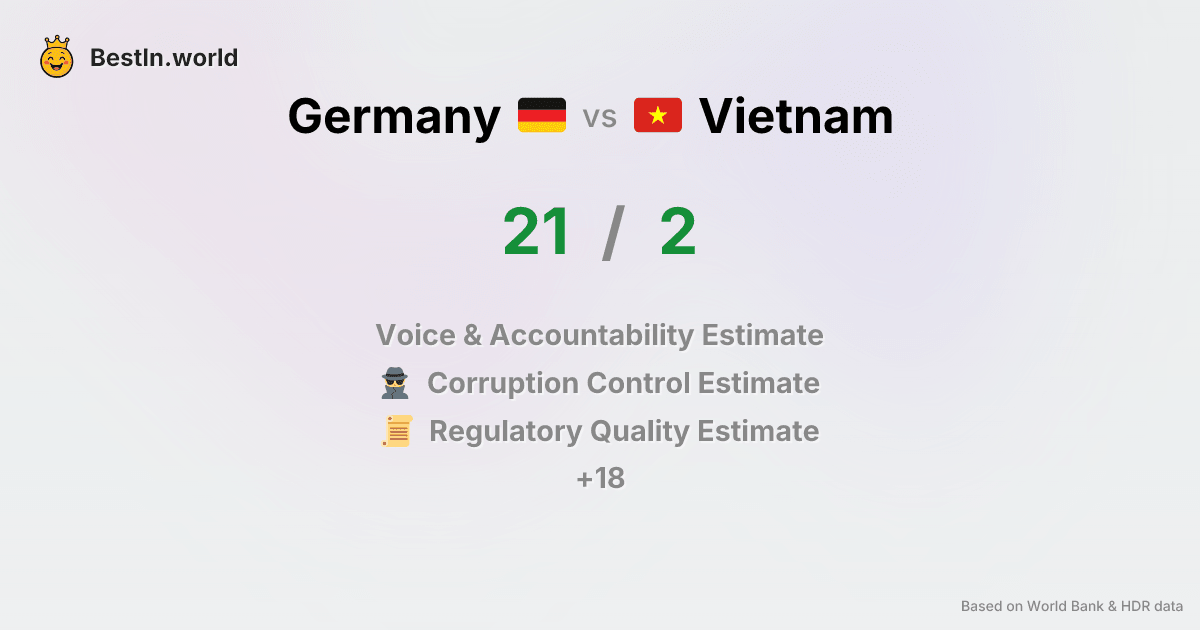 BestIn.world
Germany vs Vietnam
21 / 2
Voice & Accountability Estimate
Corruption Control Estimate
Regulatory Quality Estimate
+18
Based on World Bank & HDR data